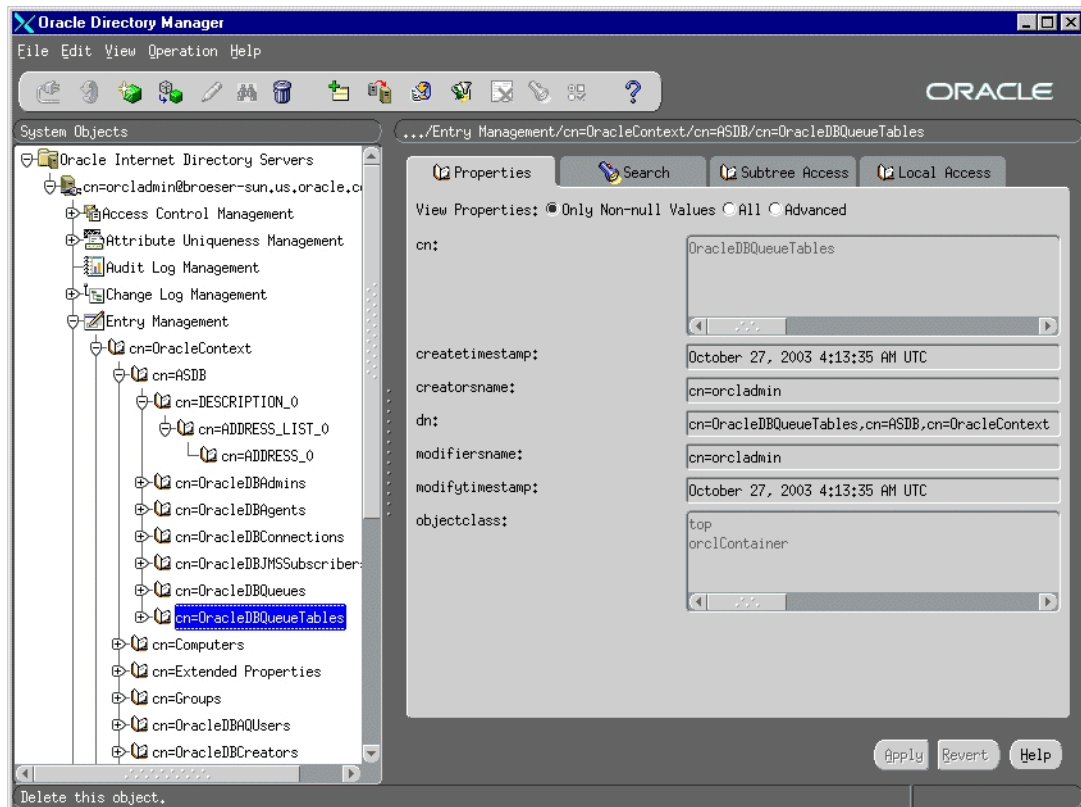 Oracle Directory Manager
File Edit View Operation Help
ORACLE
System Objects
Oracle Internet Directory Servers
cn=orcladmin@broeser-sun.us.oracle.c
Access Control Management
Attribute Uniqueness Management
Audit Log Management
Change Log Management
Entry Management
cn=OracleContext
cn=ASDB
cn=DESCRIPTION_0
cn=ADDRESS_LIST_0
cn=ADDRESS_0
cn=OracleDBAdmins
cn=OracleDBAgents
cn=OracleDBConnections
cn=OracleDBJMSSubscriber
cn=OracleDBQueues
cn=OracleDBQueueTables
cn=Computers
cn=Extended Properties
cn=Groups
cn=OracleDBAQUsers
cn=OracleDBCreators
.../Entry Management/cn=OracleContext/cn=ASDB/cn=OracleDBQueueTables
Properties Search Subtree Access Local Access
View Properties: Only Non-null Values All Advanced
cn: OracleDBQueueTables
createtimestamp: October 27, 2003 4:13:35 AM UTC
creatorsname: cn=orcladmin
dn: cn=OracleDBQueueTables,cn=ASDB,cn=OracleContext
modifiersname: cn=orcladmin
modifytimestamp: October 27, 2003 4:13:35 AM UTC
objectclass: top
orclContainer
Apply Revert Help
Delete this object.